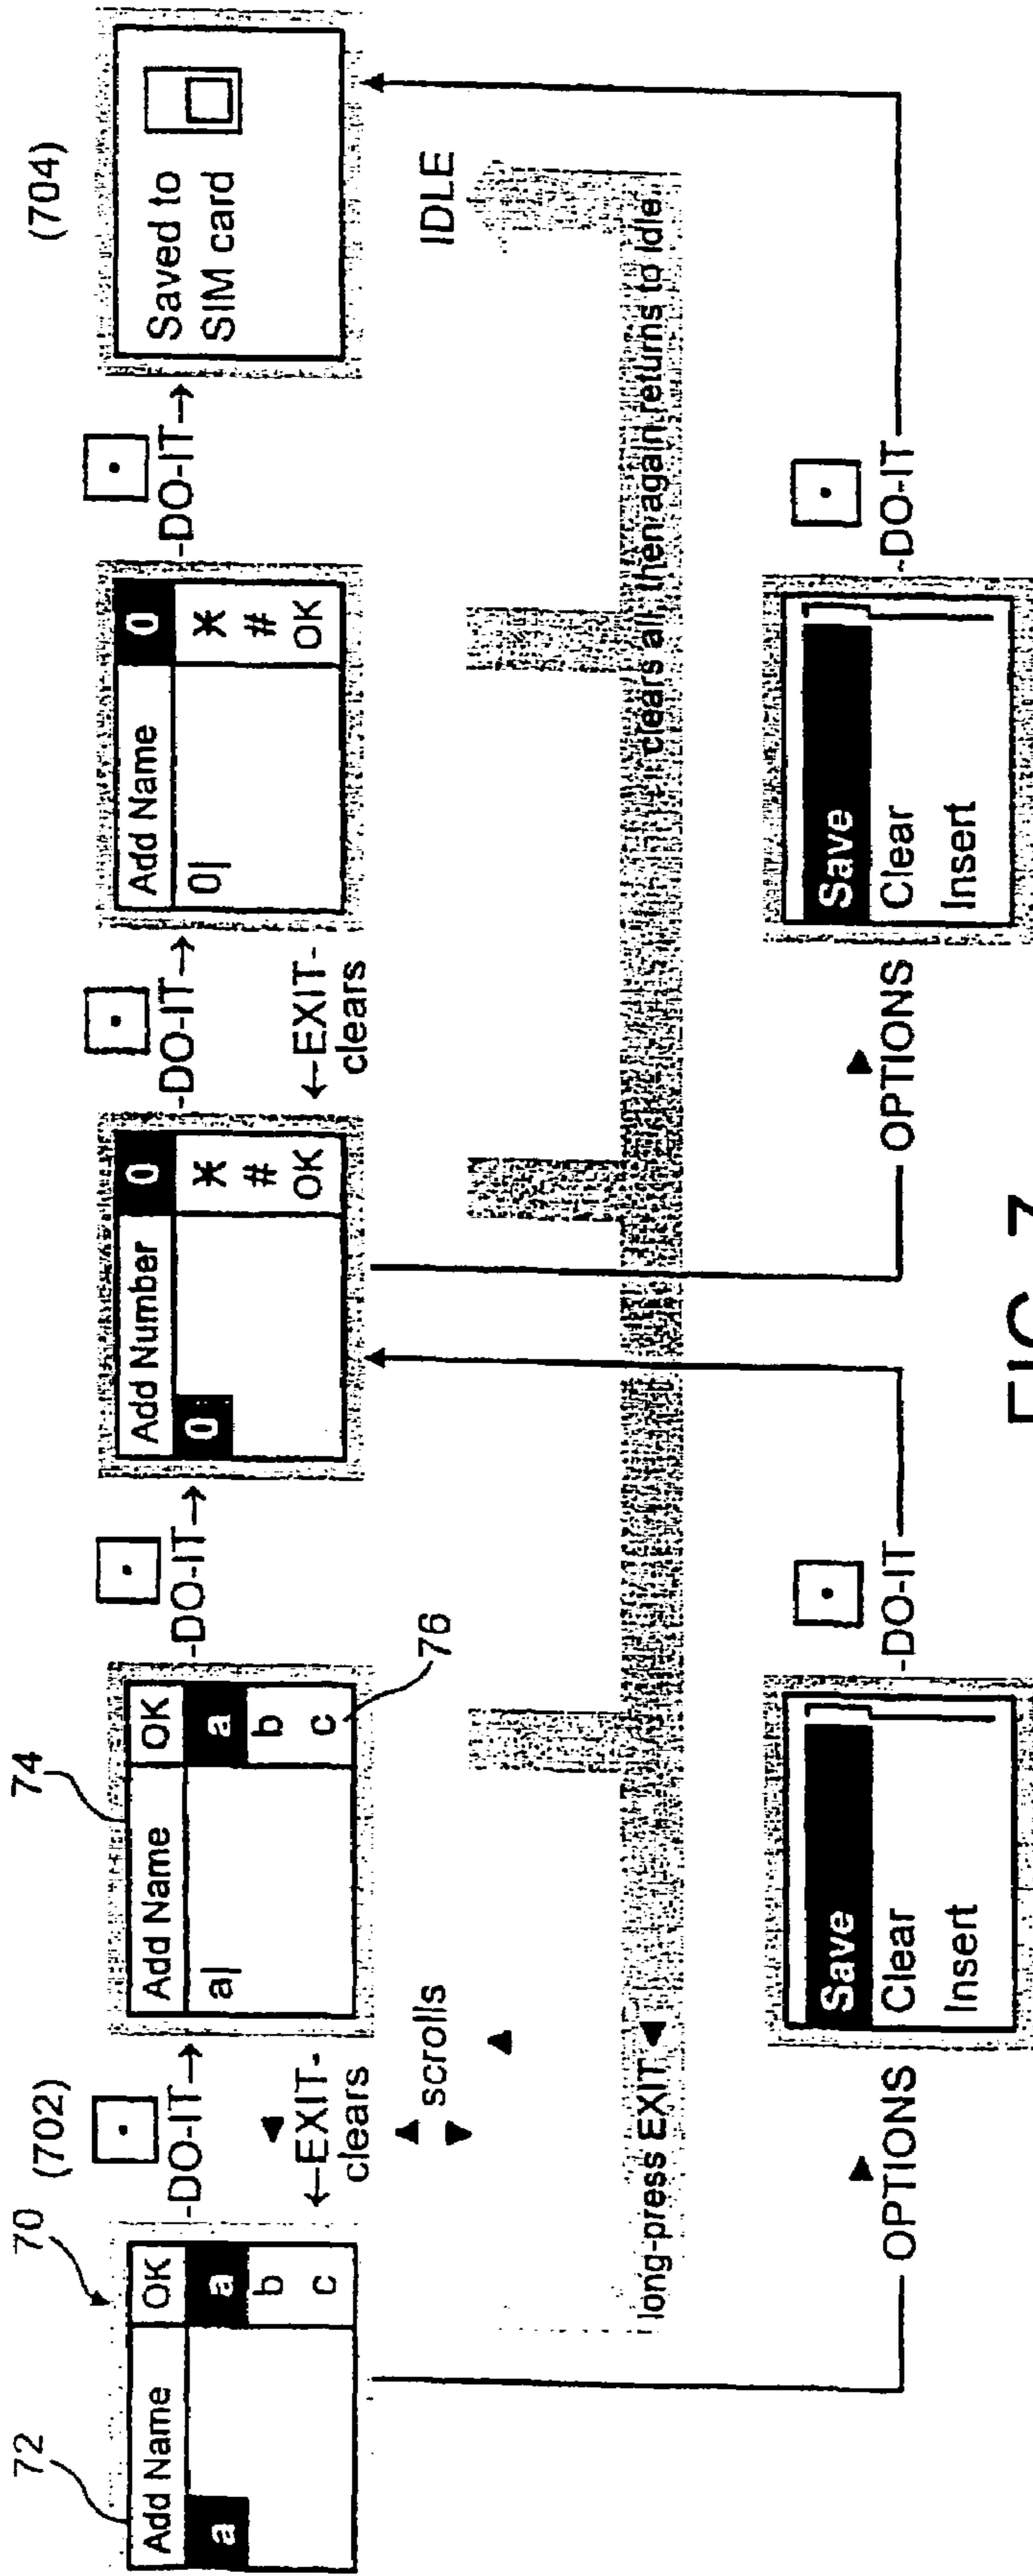 72
70
(702)
74
76
(704)
Add Name
OK
a
a
b
c
-DO-IT→
←EXIT-
clears
scrolls
Add Name
OK
a|
a
b
c
-DO-IT→
Add Number
0
0
*
#
OK
-DO-IT→
←EXIT-
clears
Add Name
0
0|
*
#
OK
-DO-IT→
Saved to
SIM card
IDLE
long-press EXIT
clears all, then again returns to Idle
OPTIONS
Save
Clear
Insert
-DO-IT
OPTIONS
Save
Clear
Insert
-DO-IT
FIG. 7